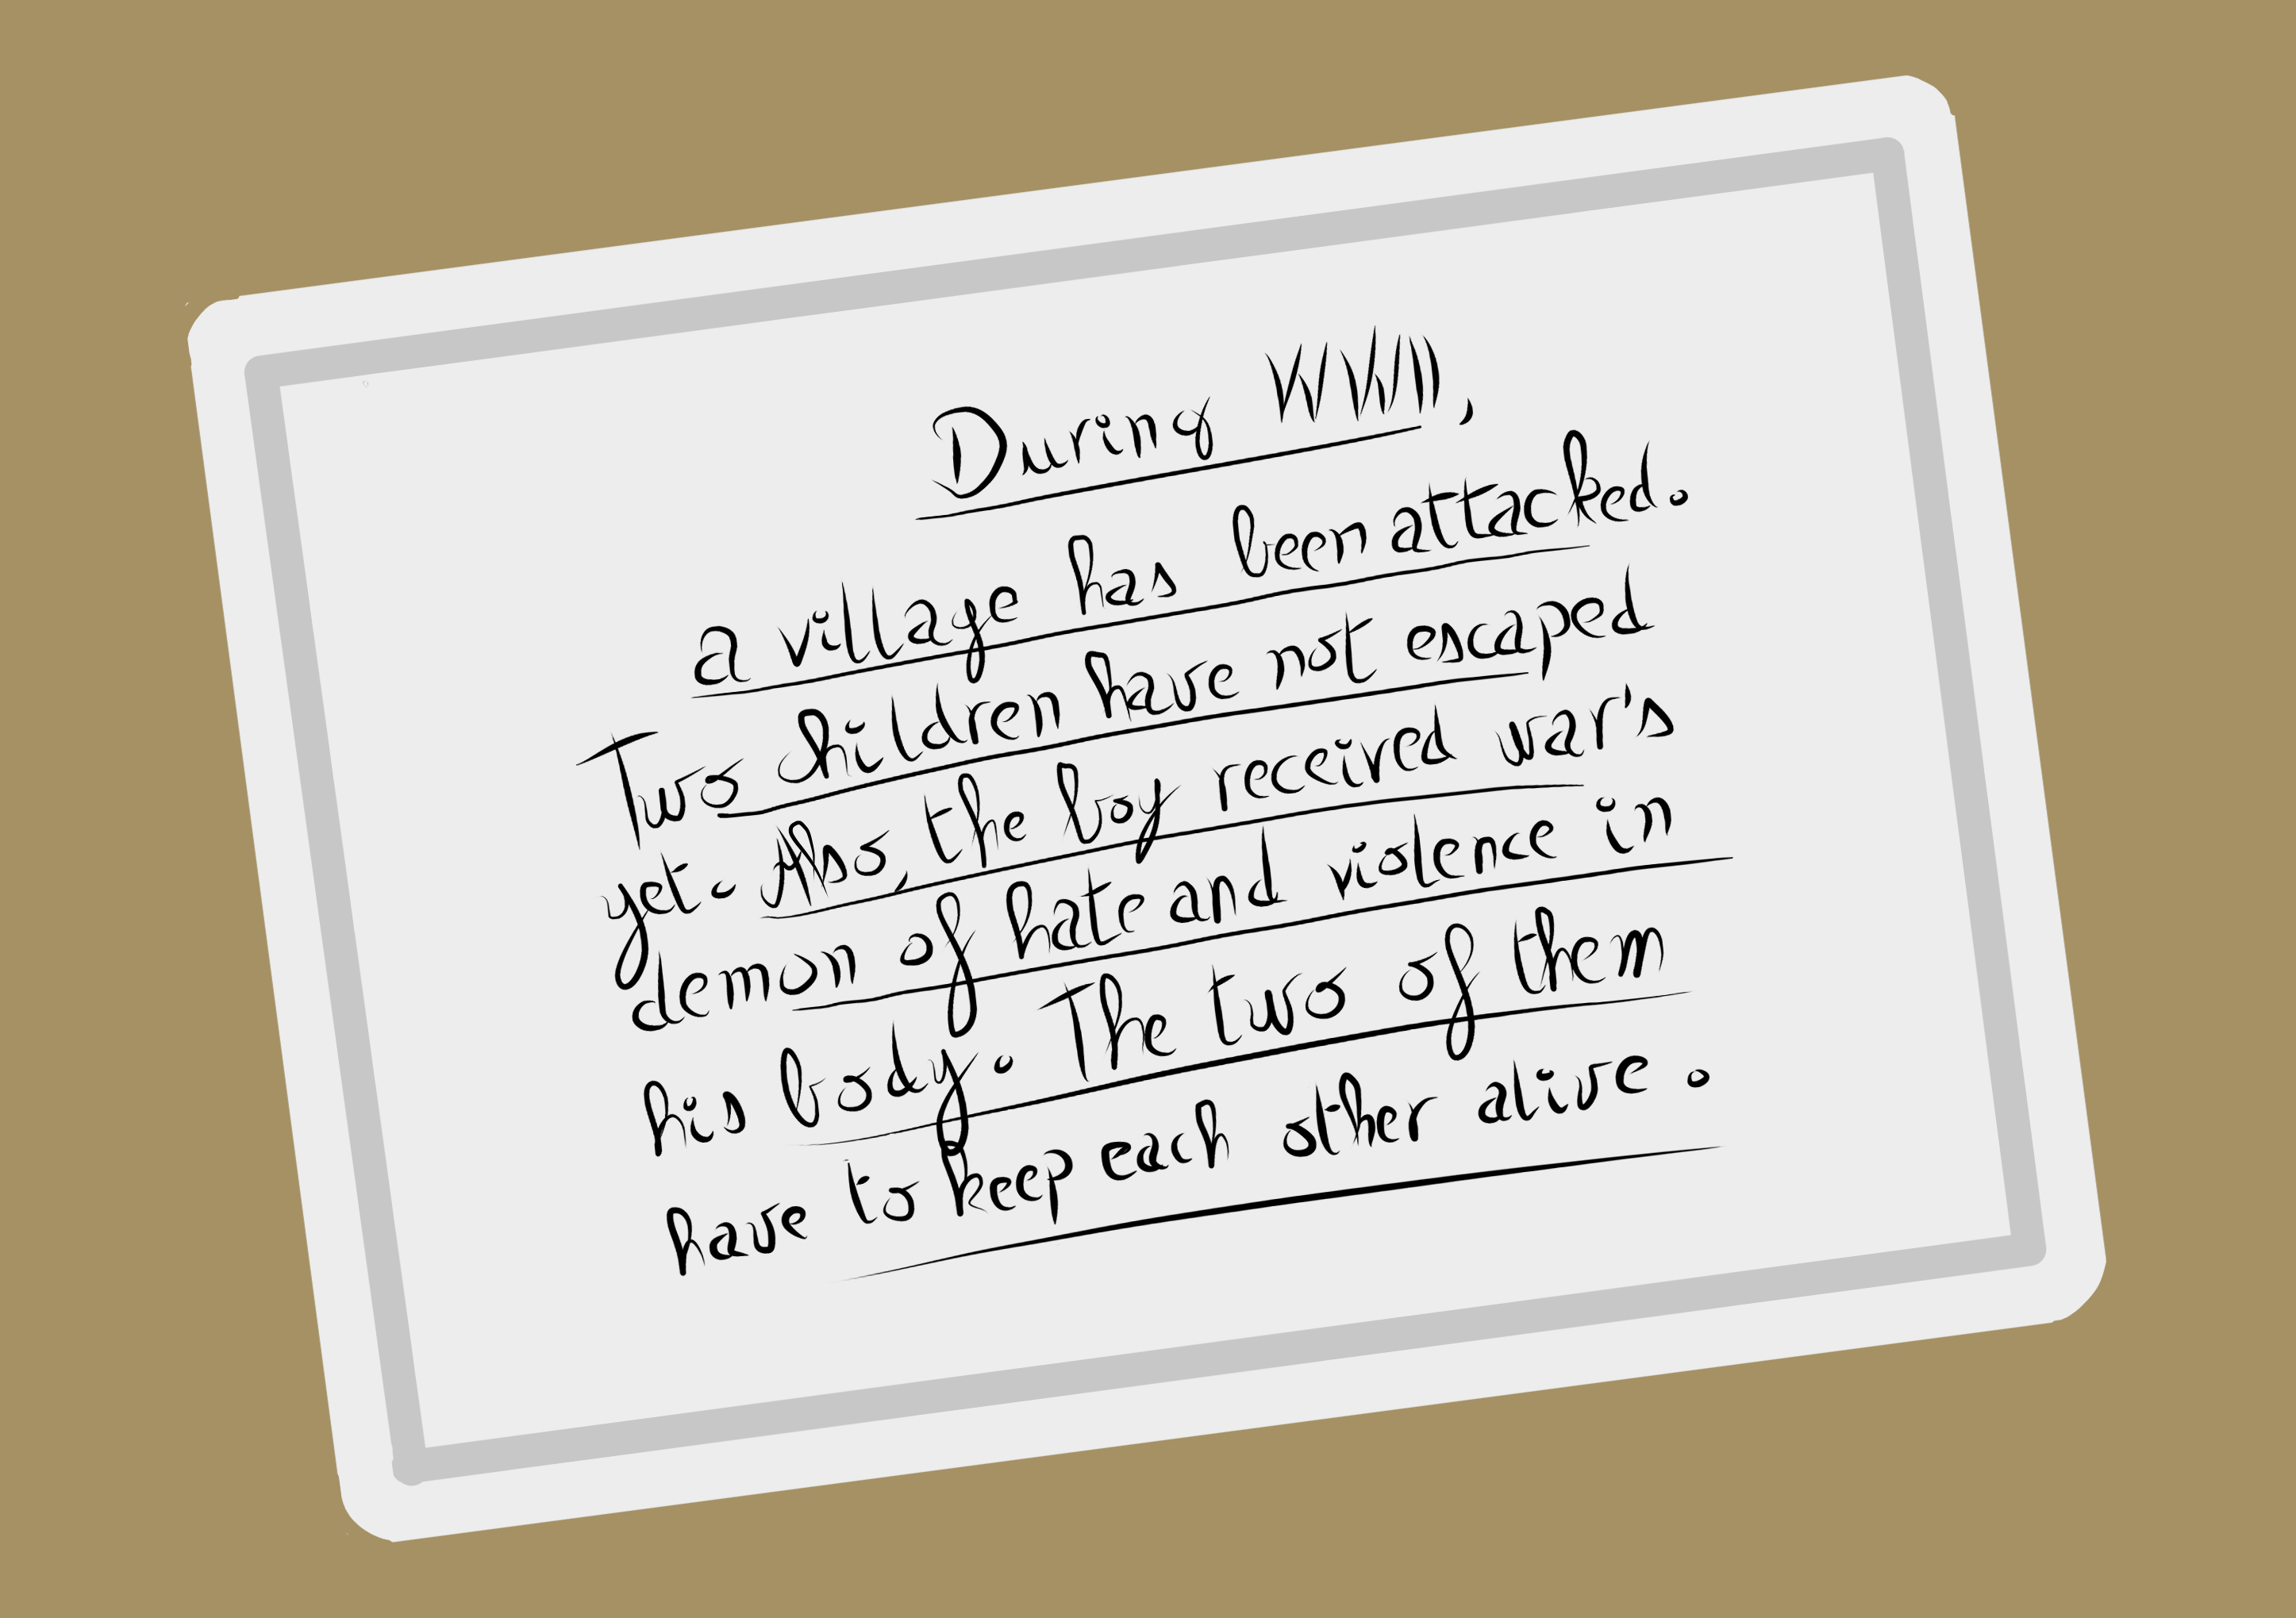 During WWII,
a village has been attacked.
Two children have not escaped
yet. Also, the boy received war's
demon of hate and violence in
his body. The two of them
have to keep each other alive.